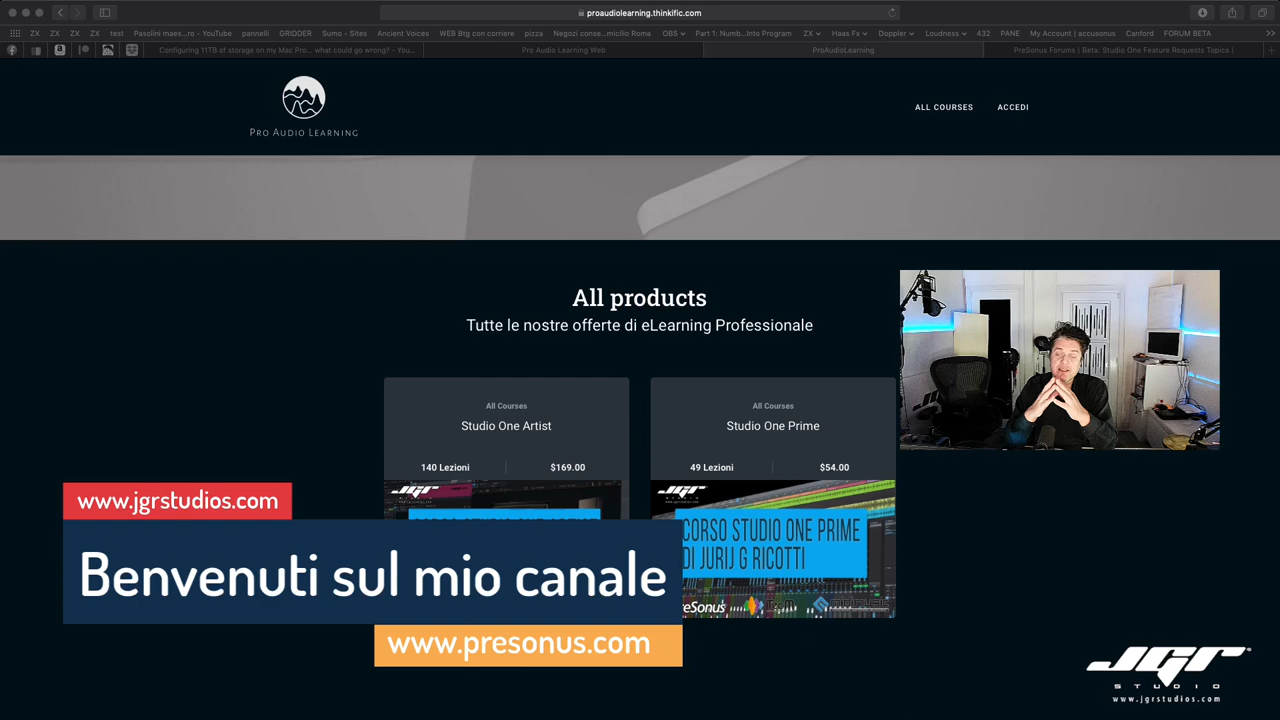 proaudiolearning.thinkific.com
ZX ZX ZX ZX test Pasolini maes...ro - YouTube pannelli GRIDDER Sumo - Sites Ancient Voices WEB Btg con corriere pizza Negozi conse...micilio Roma OBS Part 1: Numb...Into Program ZX Haas Fx Doppler Loudness 432 PANE My Account | accusonus Canford FORUM BETA
Configuring 11TB of storage on my Mac Pro... what could go wrong? - You... Pro Audio Learning Web ProAudioLearning PreSonus Forums | Beta: Studio One Feature Requests Topics |
PRO AUDIO LEARNING
ALL COURSES ACCEDI
All products
Tutte le nostre offerte di eLearning Professionale
All Courses
Studio One Artist
140 Lezioni $169.00
JGR
All Courses
Studio One Prime
49 Lezioni $54.00
JGR
CORSO STUDIO ONE PRIME
DI JURIJ G RICOTTI
PreSonus
www.jgrstudios.com
Benvenuti sul mio canale
www.presonus.com
JGR
STUDIO
www.jgrstudios.com